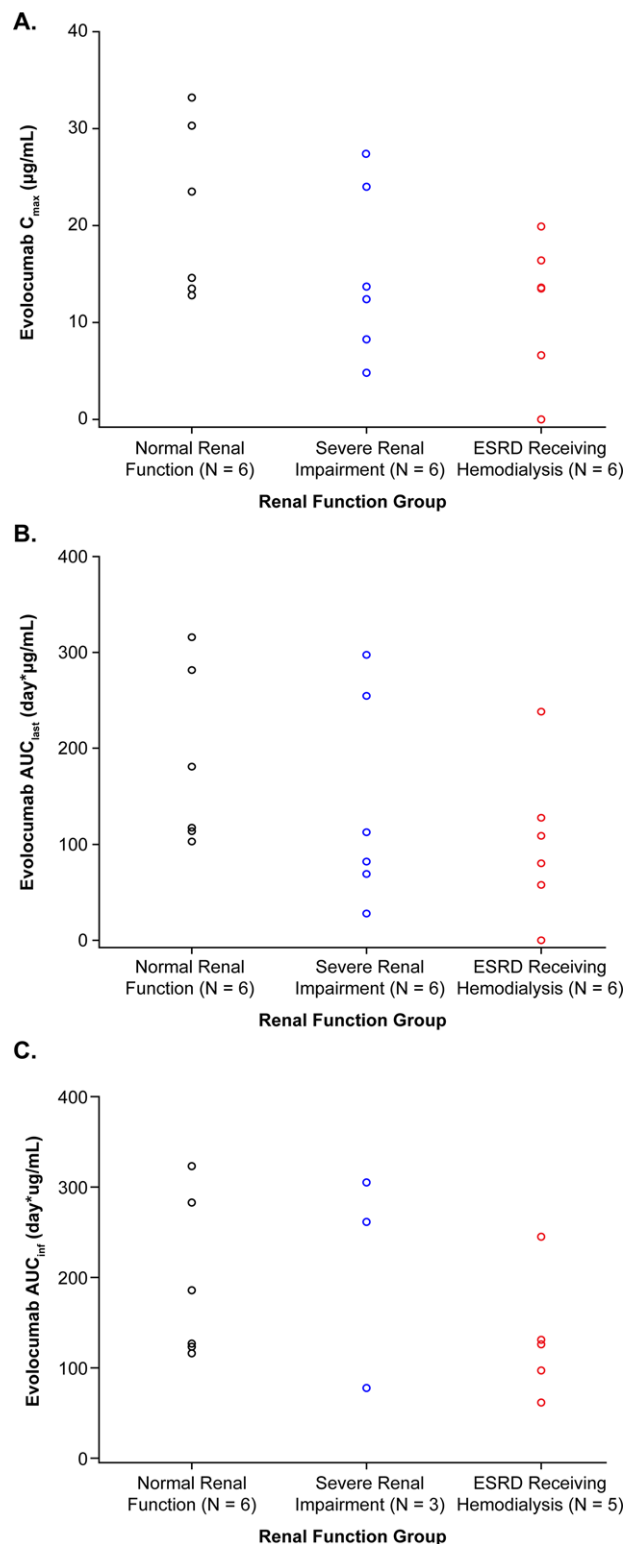 A.
Evolocumab Cmax (µg/mL)
40
30
20
10
0
Normal Renal
Function (N = 6)
Severe Renal
Impairment (N = 6)
ESRD Receiving
Hemodialysis (N = 6)
Renal Function Group
B.
Evolocumab AUClast (day*µg/mL)
400
300
200
100
0
Normal Renal
Function (N = 6)
Severe Renal
Impairment (N = 6)
ESRD Receiving
Hemodialysis (N = 6)
Renal Function Group
C.
Evolocumab AUCinf (day*ug/mL)
400
300
200
100
0
Normal Renal
Function (N = 6)
Severe Renal
Impairment (N = 3)
ESRD Receiving
Hemodialysis (N = 5)
Renal Function Group